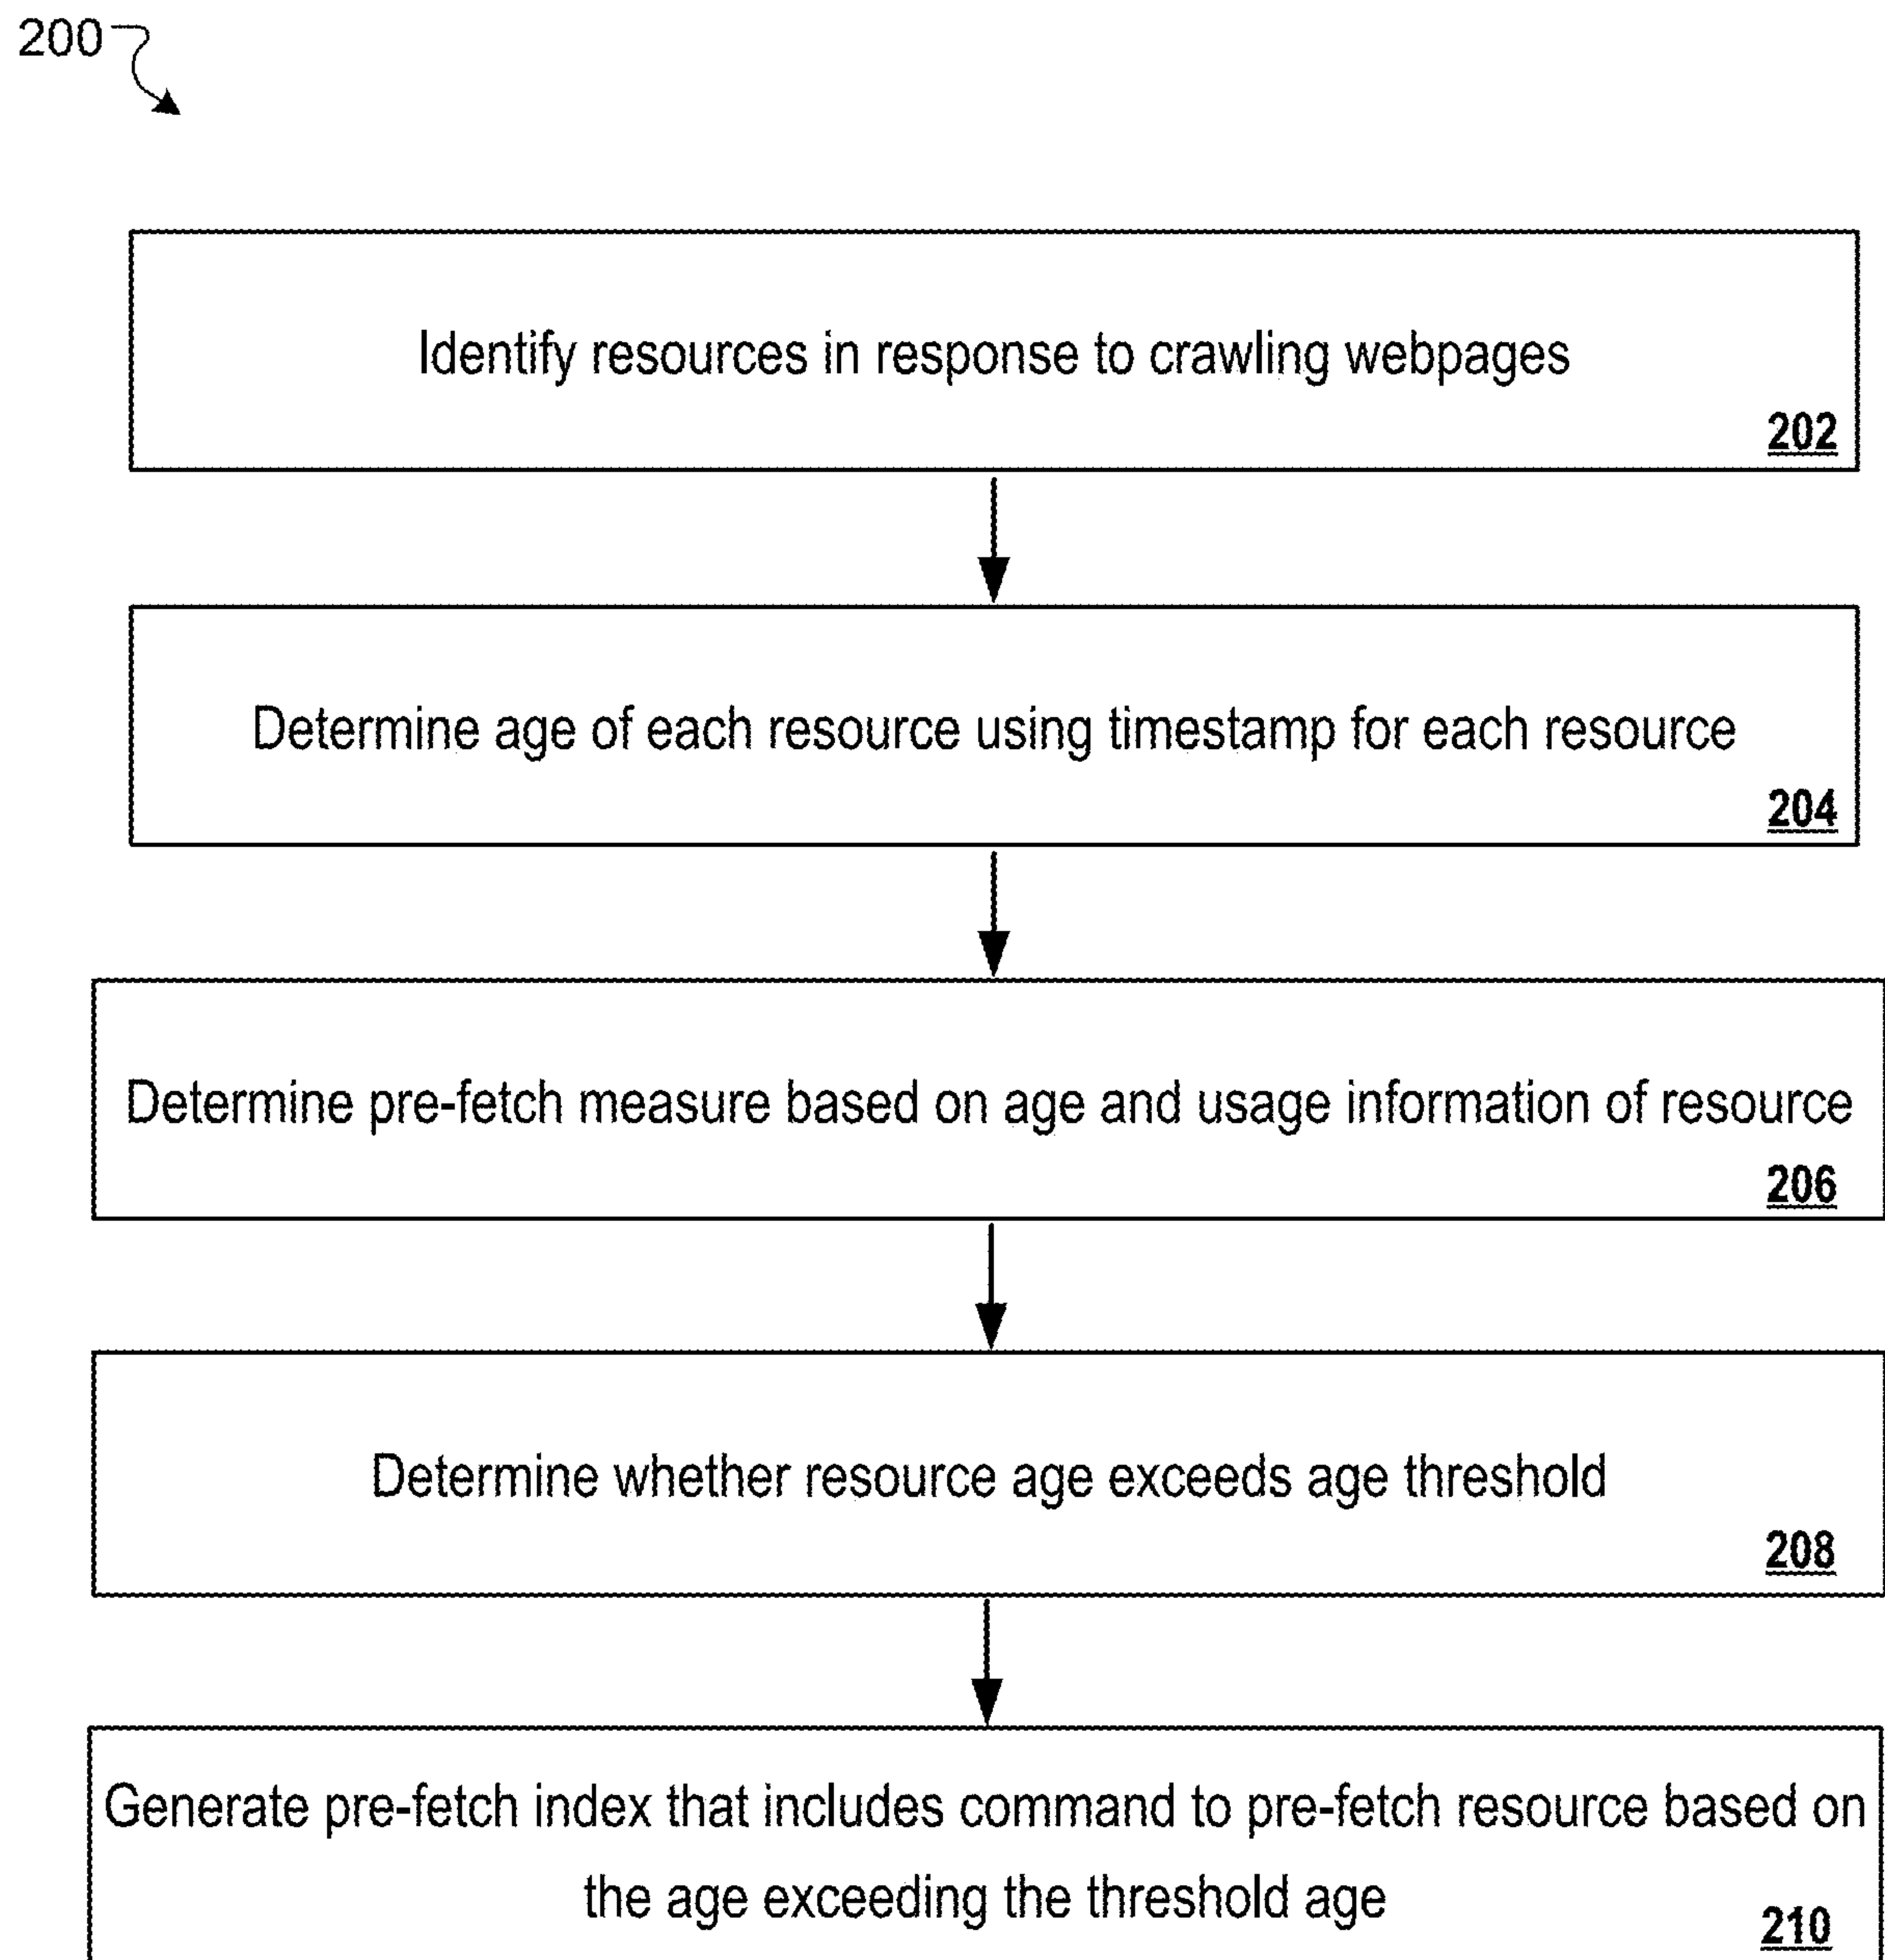 200
Identify resources in response to crawling webpages
202
Determine age of each resource using timestamp for each resource
204
Determine pre-fetch measure based on age and usage information of resource
206
Determine whether resource age exceeds age threshold
208
Generate pre-fetch index that includes command to pre-fetch resource based on
the age exceeding the threshold age
210